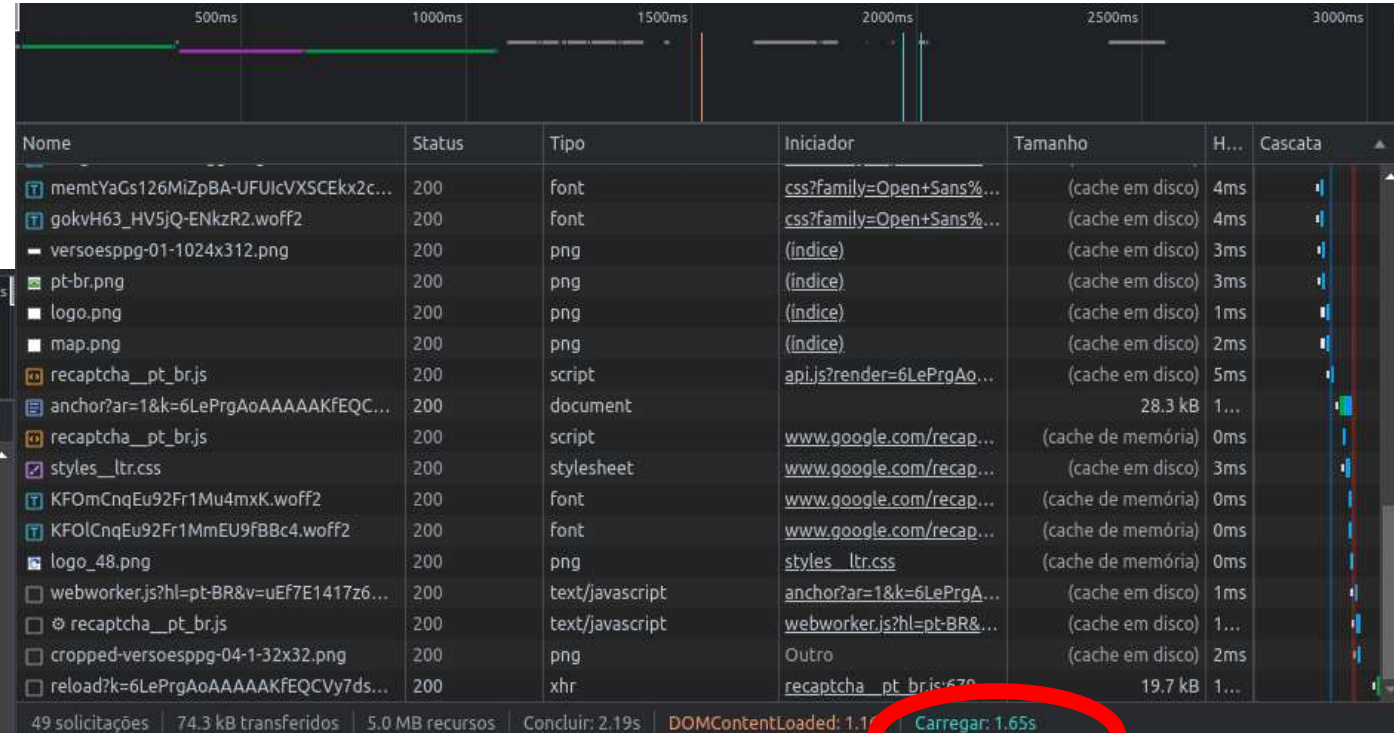 500ms 1000ms 1500ms 2000ms 2500ms 3000ms
Nome Status Tipo Iniciador Tamanho H... Cascata
memtYaGs126MiZpBA-UFUIcVXSCEkx2c... 200 font css?family=Open+Sans%... (cache em disco) 4ms
gokvH63_HV5jQ-ENkzR2.woff2 200 font css?family=Open+Sans%... (cache em disco) 4ms
versoesppg-01-1024x312.png 200 png (índice) (cache em disco) 3ms
pt-br.png 200 png (índice) (cache em disco) 3ms
logo.png 200 png (índice) (cache em disco) 1ms
map.png 200 png (índice) (cache em disco) 2ms
recaptcha__pt_br.js 200 script api.js?render=6LePrgAo... (cache em disco) 5ms
anchor?ar=1&k=6LePrgAoAAAAAKfEQC... 200 document 28.3 kB 1...
recaptcha__pt_br.js 200 script www.google.com/recap... (cache de memória) 0ms
styles__ltr.css 200 stylesheet www.google.com/recap... (cache em disco) 3ms
KFOmCnqEu92Fr1Mu4mxK.woff2 200 font www.google.com/recap... (cache de memória) 0ms
KFOlCnqEu92Fr1MmEU9fBBc4.woff2 200 font www.google.com/recap... (cache de memória) 0ms
logo_48.png 200 png styles__ltr.css (cache de memória) 0ms
webworker.js?hl=pt-BR&v=uEf7E1417z6... 200 text/javascript anchor?ar=1&k=6LePrgA... (cache em disco) 1ms
recaptcha__pt_br.js 200 text/javascript webworker.js?hl=pt-BR&... (cache em disco) 1...
cropped-versoesppg-04-1-32x32.png 200 png Outro (cache em disco) 2ms
reload?k=6LePrgAoAAAAAKfEQCVy7ds... 200 xhr recaptcha__pt_br.js:679 19.7 kB 1...
49 solicitações 74.3 kB transferidos 5.0 MB recursos Concluir: 2.19s DOMContentLoaded: 1.1 Carregar: 1.65s